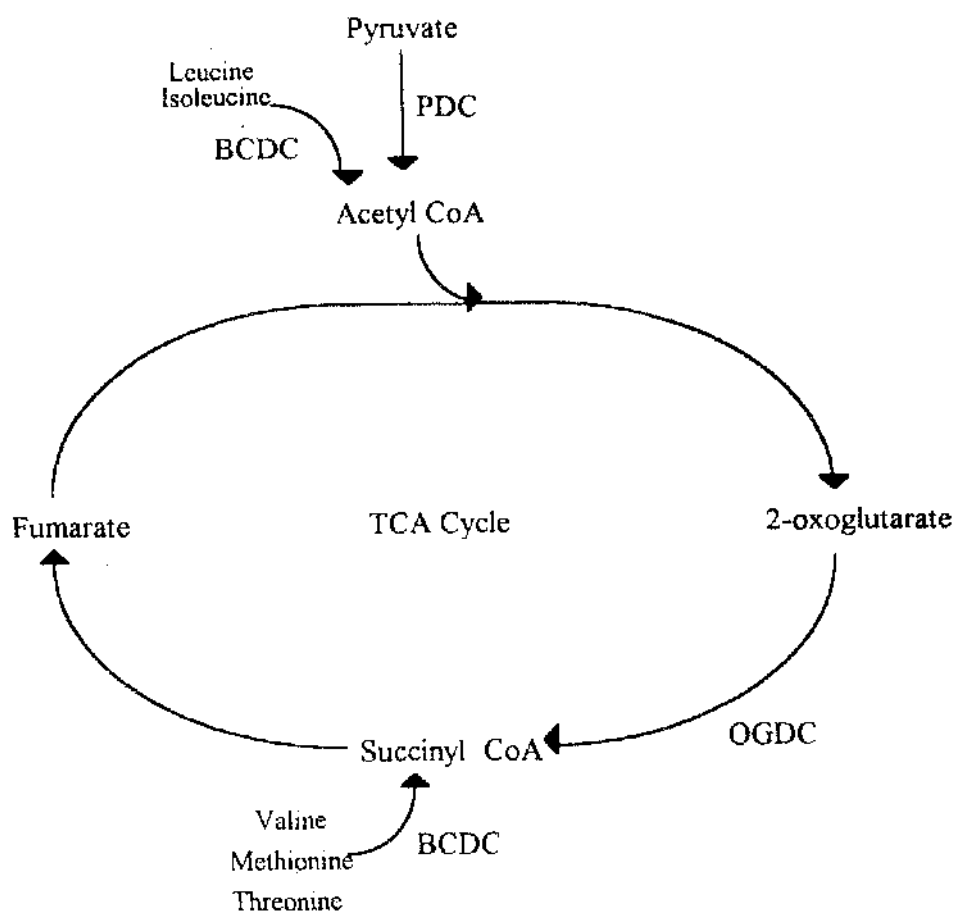 Pyruvate
Leucine
Isoleucine
PDC
BCDC
Acetyl CoA
Fumarate
TCA Cycle
2-oxoglutarate
OGDC
Succinyl CoA
Valine
BCDC
Methionine
Threonine